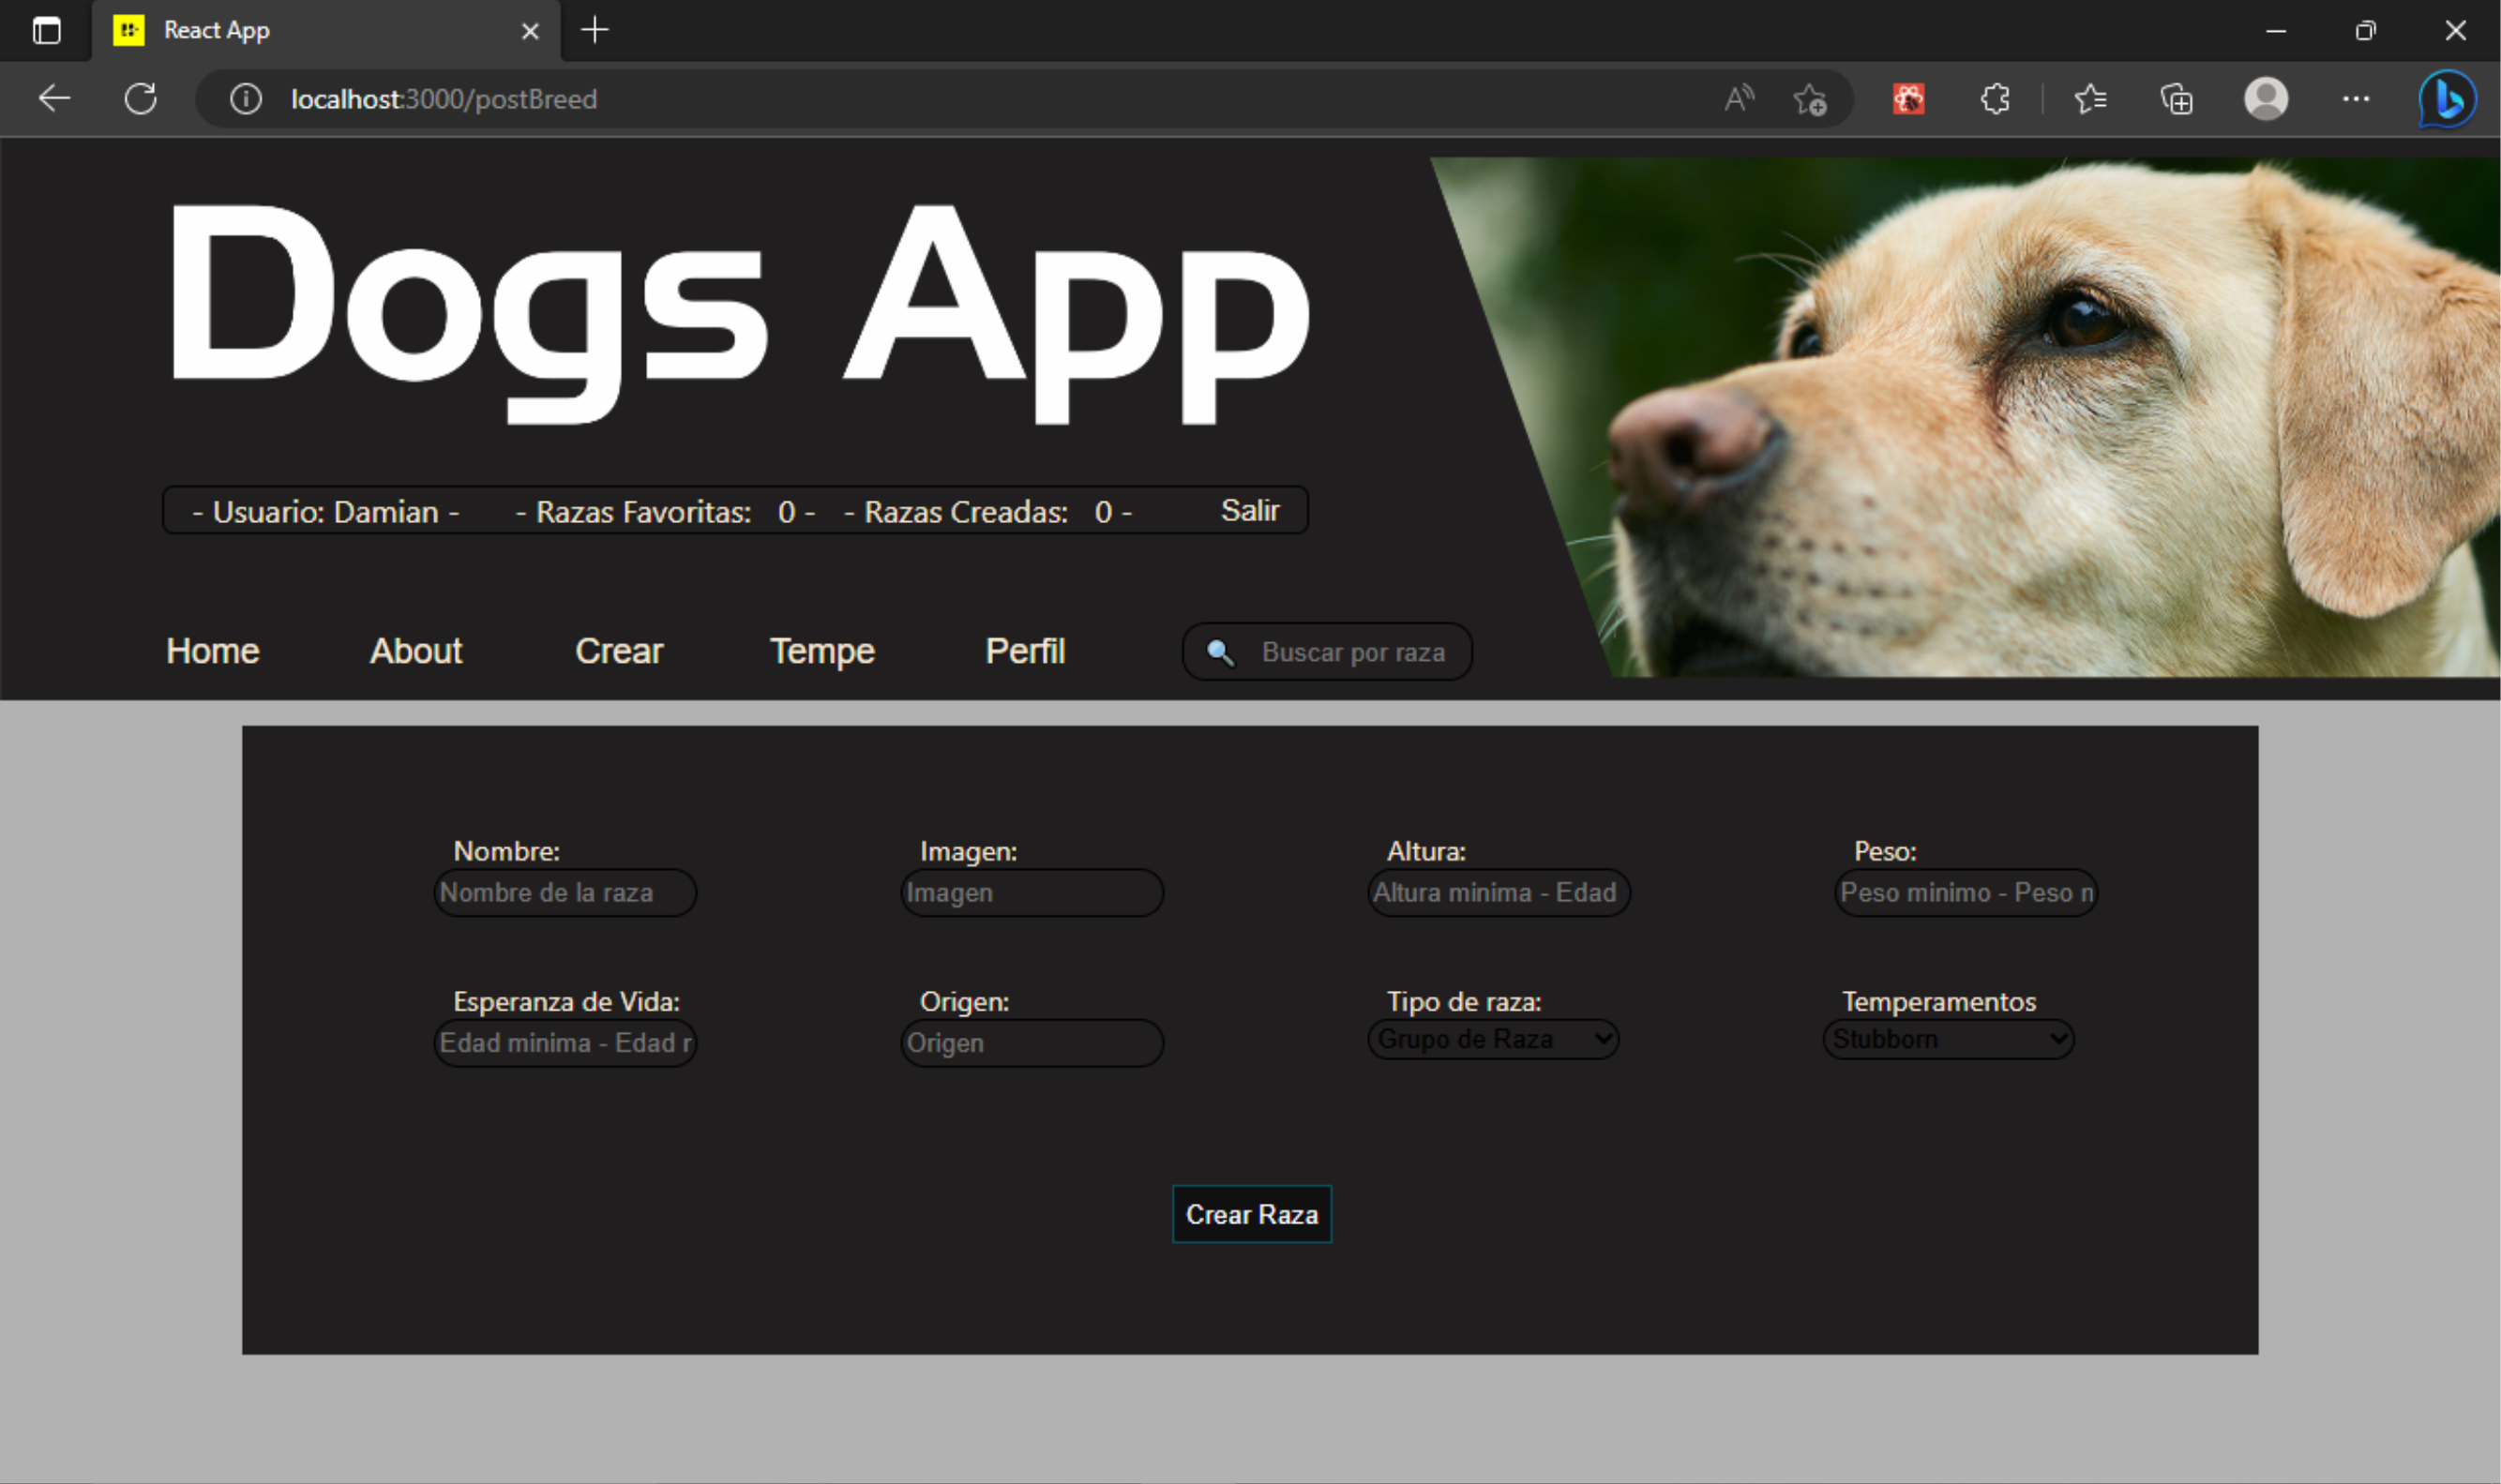 React App
localhost:3000/postBreed
Dogs App
- Usuario: Damian - - Razas Favoritas: 0 - - Razas Creadas: 0 - Salir
Home About Crear Tempe Perfil Buscar por raza
Nombre: Imagen: Altura: Peso:
Nombre de la raza Imagen Altura minima - Edad Peso minimo - Peso
Esperanza de Vida: Origen: Tipo de raza: Temperamentos
Edad minima - Edad Origen Grupo de Raza Stubborn
Crear Raza